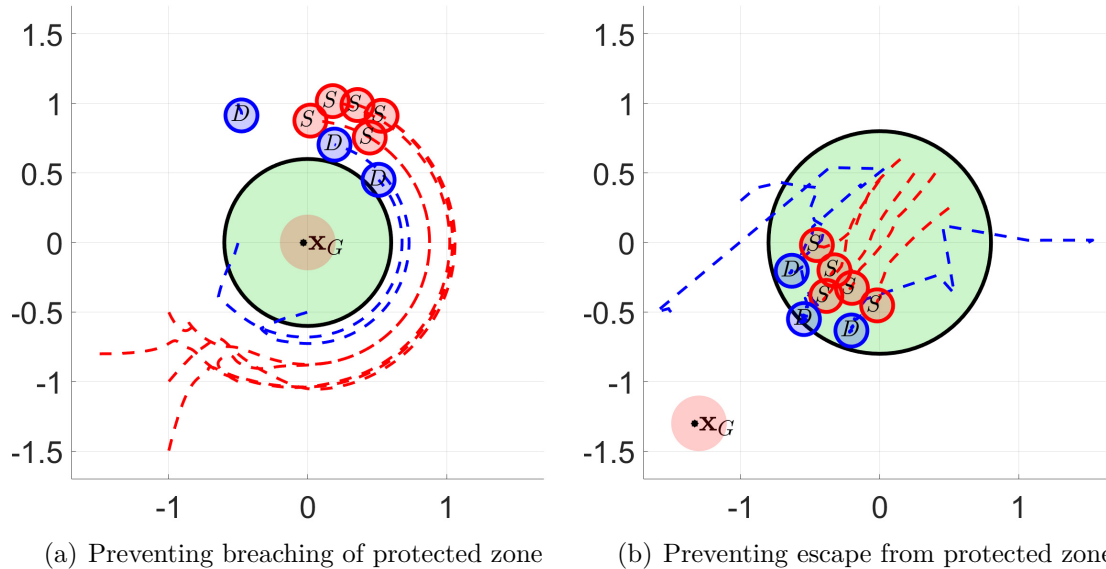 1.5
1
0.5
0
-0.5
-1
-1.5
-1 0 1
D
S S S S
S
D
D
x_G
(a) Preventing breaching of protected zone
1.5
1
0.5
0
-0.5
-1
-1.5
-1 0 1
S
D S
S S
S
D D
x_G
(b) Preventing escape from protected zone